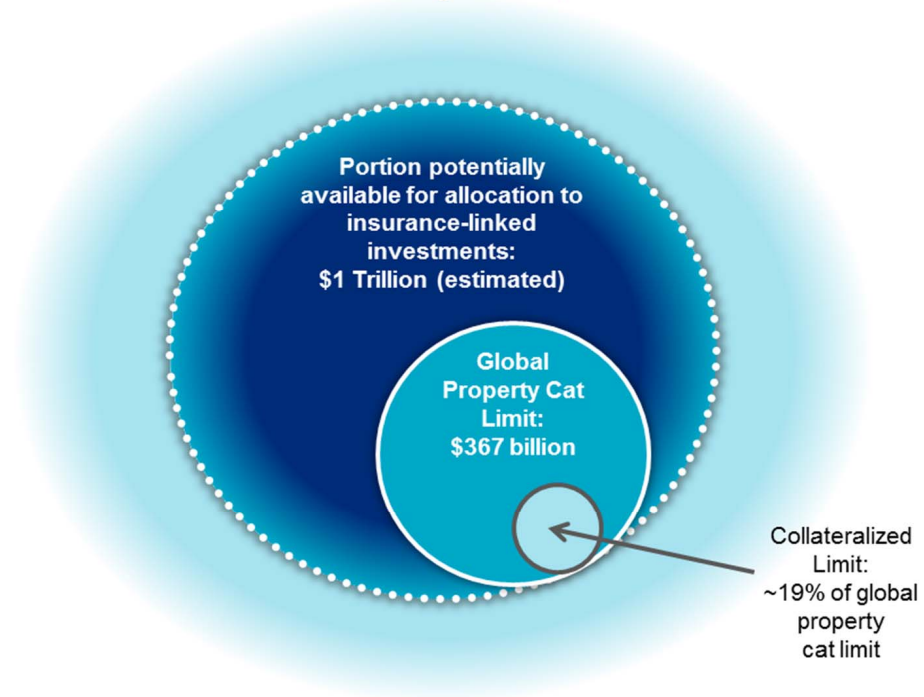 Portion potentially
available for allocation to
insurance-linked
investments:
$1 Trillion (estimated)
Global
Property Cat
Limit:
$367 billion
Collateralized
Limit:
~19% of global
property
cat limit